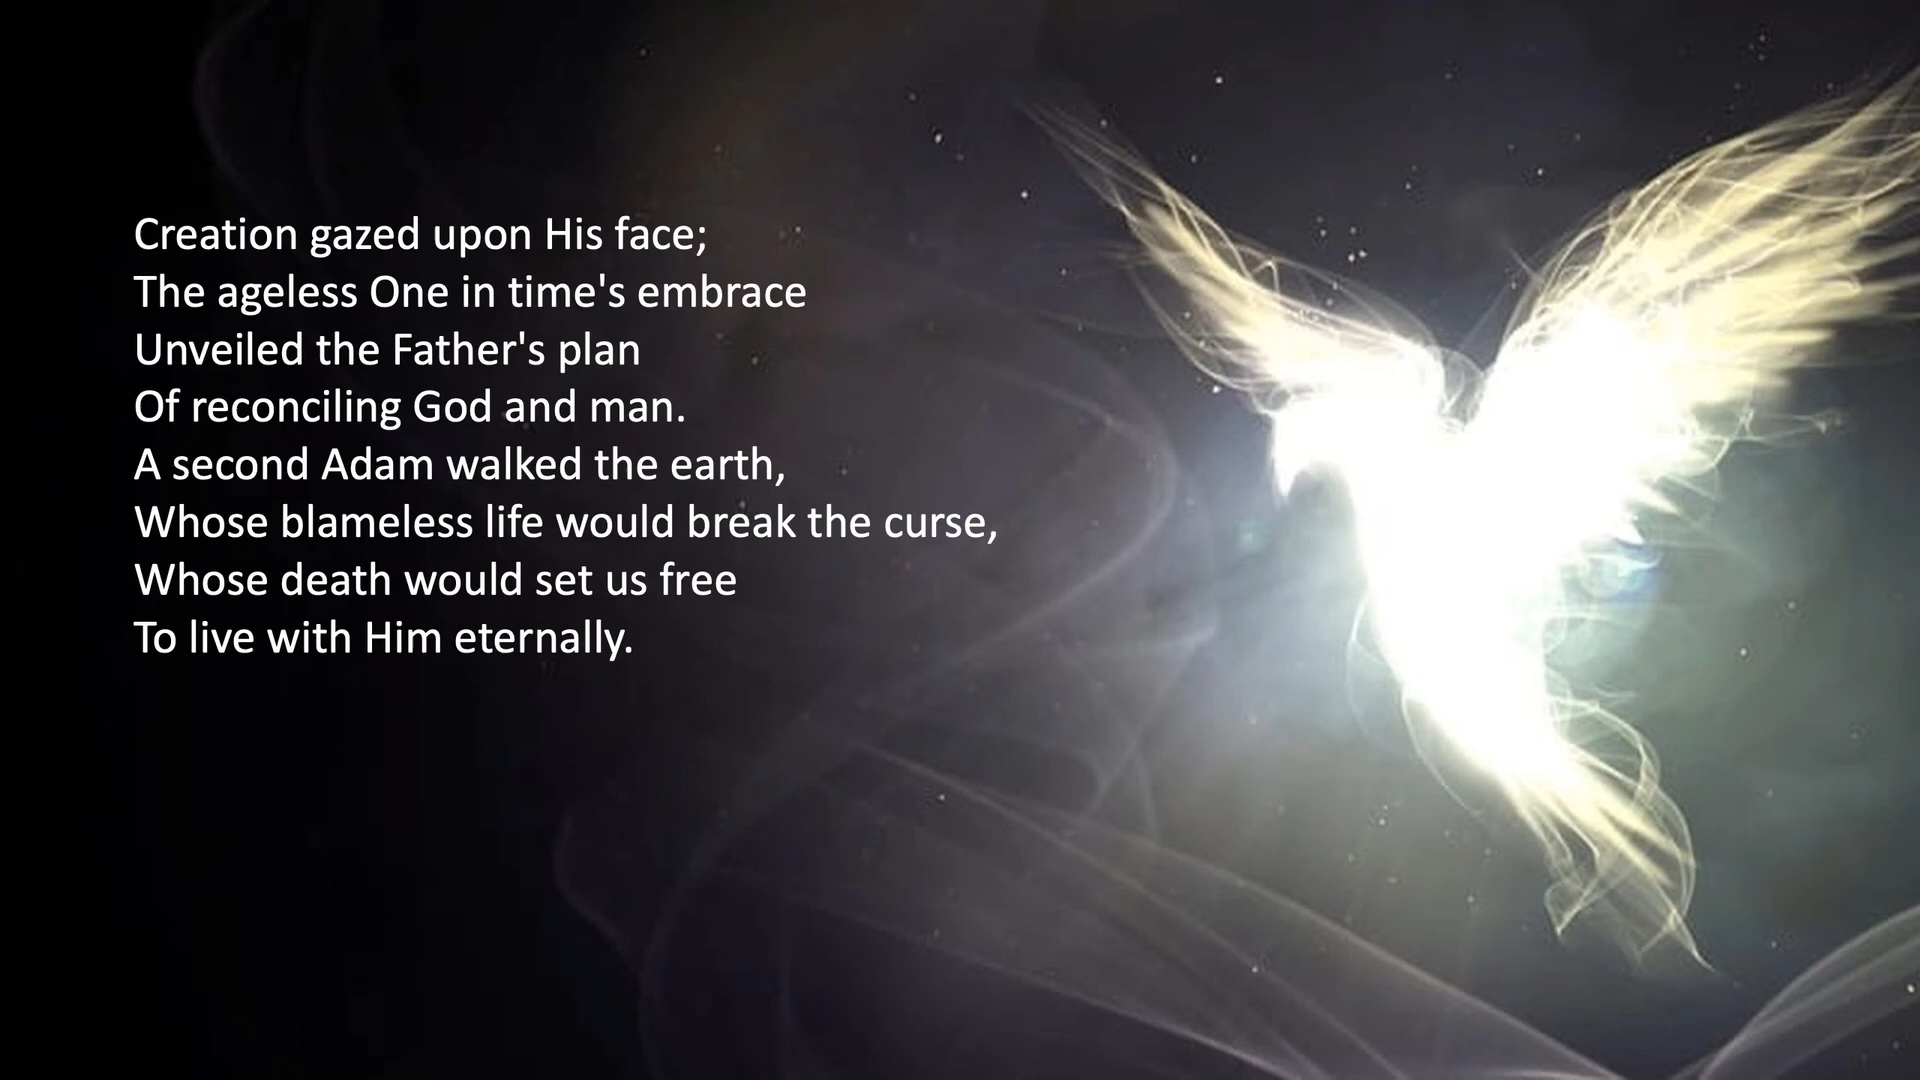 Creation gazed upon His face;
The ageless One in time's embrace
Unveiled the Father's plan
Of reconciling God and man.
A second Adam walked the earth,
Whose blameless life would break the curse,
Whose death would set us free
To live with Him eternally.